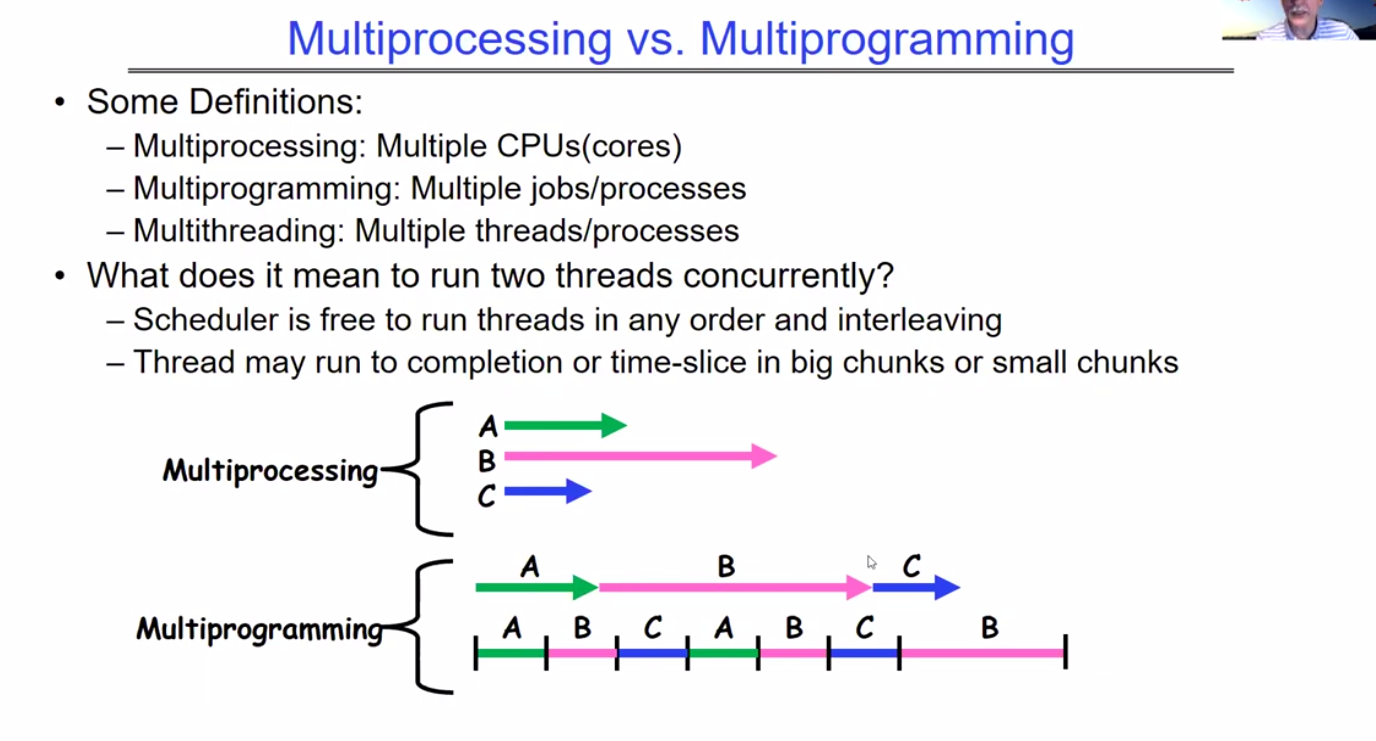 Multiprocessing vs. Multiprogramming
• Some Definitions:
– Multiprocessing: Multiple CPUs(cores)
– Multiprogramming: Multiple jobs/processes
– Multithreading: Multiple threads/processes
• What does it mean to run two threads concurrently?
– Scheduler is free to run threads in any order and interleaving
– Thread may run to completion or time-slice in big chunks or small chunks
Multiprocessing
A
B
C
Multiprogramming
A B C
A B C A B C B